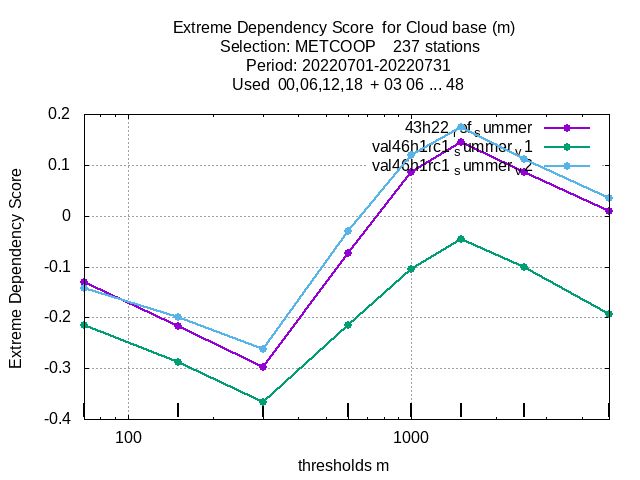 Extreme Dependency Score for Cloud base (m)
Selection: METCOOP 237 stations
Period: 20220701-20220731
Used 00,06,12,18 + 03 06 ... 48
0.2
0.1
0
-0.1
-0.2
-0.3
-0.4
Extreme Dependency Score
43h22_ref_summer
val46h1rc1_summer_v1
val46h1rc1_summer_v2
100
1000
thresholds m